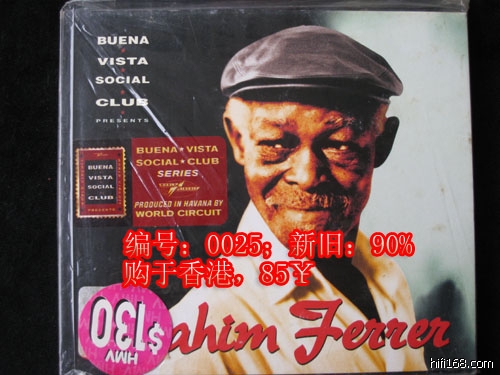 BUENA
VISTA
SOCIAL
CLUB
PRESENTS
BUENA
VISTA
SOCIAL
CLUB
PRESENTS
BUENA • VISTA
SOCIAL • CLUB
SERIES
PRODUCED IN HAVANA BY
WORLD CIRCUIT
编号：0025；新旧：90%
购于香港，85￥
HMV
$130
ahim Ferrer
hifi168.com